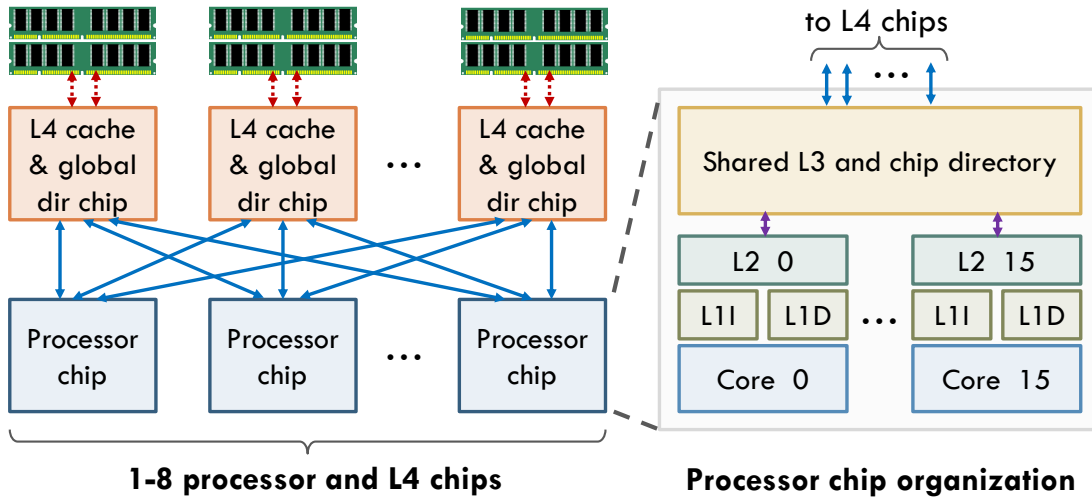 to L4 chips
...
L4 cache
& global
dir chip
L4 cache
& global
dir chip
...
L4 cache
& global
dir chip
Shared L3 and chip directory
L2 0
L2 15
L1I
L1D
...
L1I
L1D
Core 0
Core 15
Processor
chip
Processor
chip
...
Processor
chip
1-8 processor and L4 chips
Processor chip organization